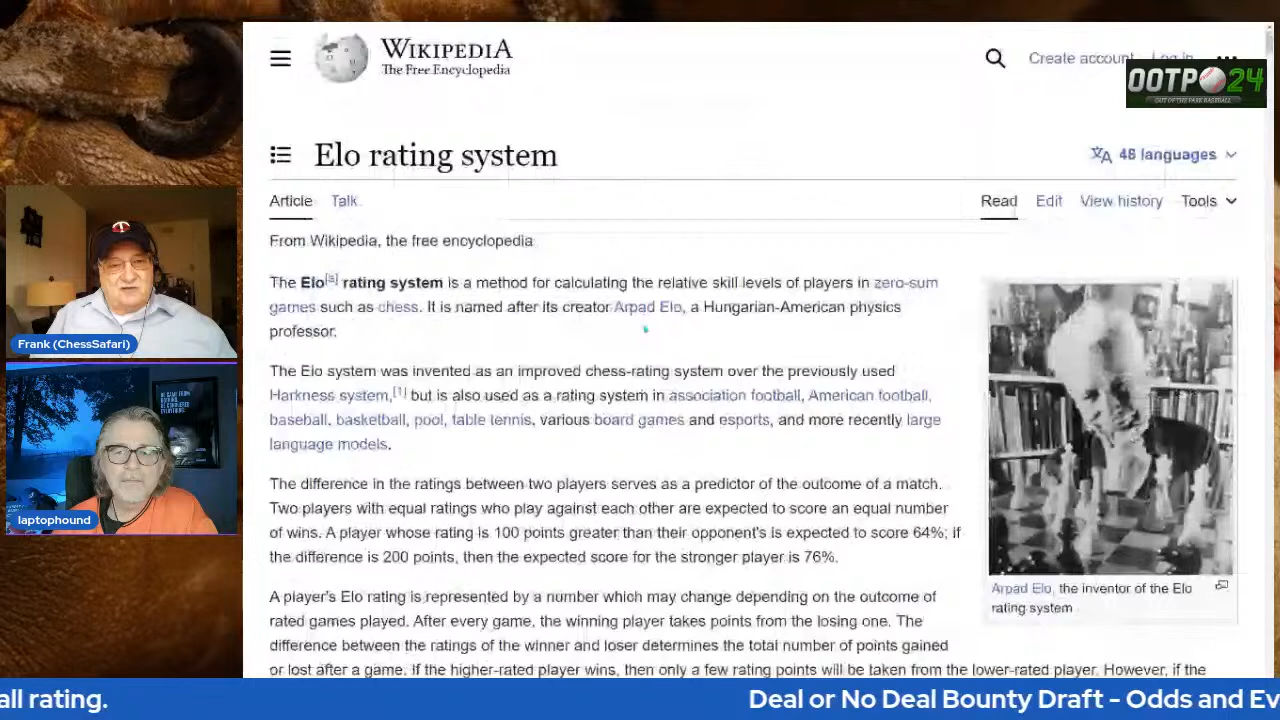 WIKIPEDIA
The Free Encyclopedia
Create account
Log in
OOTP 24
OUT OF THE PARK BASEBALL
Elo rating system
48 languages
Article
Talk
Read
Edit
View history
Tools
From Wikipedia, the free encyclopedia
The Elo[a] rating system is a method for calculating the relative skill levels of players in zero-sum
games such as chess. It is named after its creator Arpad Elo, a Hungarian-American physics
professor.
The Elo system was invented as an improved chess-rating system over the previously used
Harkness system,[1] but is also used as a rating system in association football, American football,
baseball, basketball, pool, table tennis, various board games and esports, and more recently large
language models.
The difference in the ratings between two players serves as a predictor of the outcome of a match.
Two players with equal ratings who play against each other are expected to score an equal number
of wins. A player whose rating is 100 points greater than their opponent's is expected to score 64%; if
the difference is 200 points, then the expected score for the stronger player is 76%.
A player's Elo rating is represented by a number which may change depending on the outcome of
rated games played. After every game, the winning player takes points from the losing one. The
difference between the ratings of the winner and loser determines the total number of points gained
or lost after a game. If the higher-rated player wins, then only a few rating points will be taken from the lower-rated player. However, if the
Arpad Elo, the inventor of the Elo
rating system
Frank (ChessSafari)
laptophound
all rating.
Deal or No Deal Bounty Draft - Odds and Ev